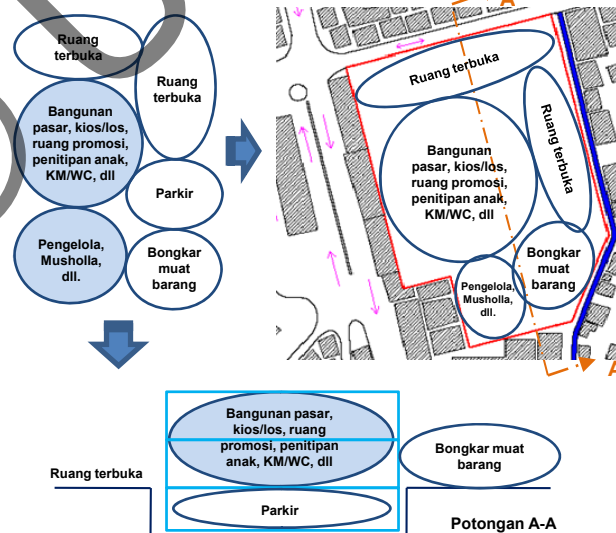 Ruang
terbuka
Ruang
terbuka
Bangunan
pasar, kios/los,
ruang promosi,
penitipan anak,
KM/WC, dll
Parkir
Pengelola,
Musholla,
dll.
Bongkar
muat
barang
A
Ruang terbuka
Ruang terbuka
Bangunan
pasar, kios/los,
ruang promosi,
penitipan anak,
KM/WC, dll
Pengelola,
Musholla,
dll.
Bongkar
muat
barang
A
Bangunan pasar,
kios/los, ruang
promosi, penitipan
anak, KM/WC, dll
Ruang terbuka
Bongkar muat
barang
Parkir
Potongan A-A